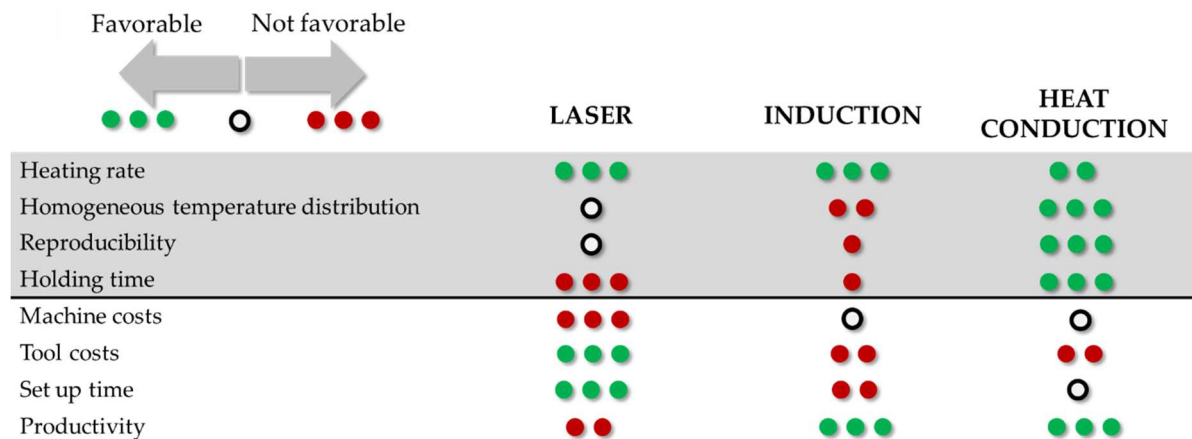 Favorable
Not favorable
LASER
INDUCTION
HEAT
CONDUCTION
Heating rate
Homogeneous temperature distribution
Reproducibility
Holding time
Machine costs
Tool costs
Set up time
Productivity